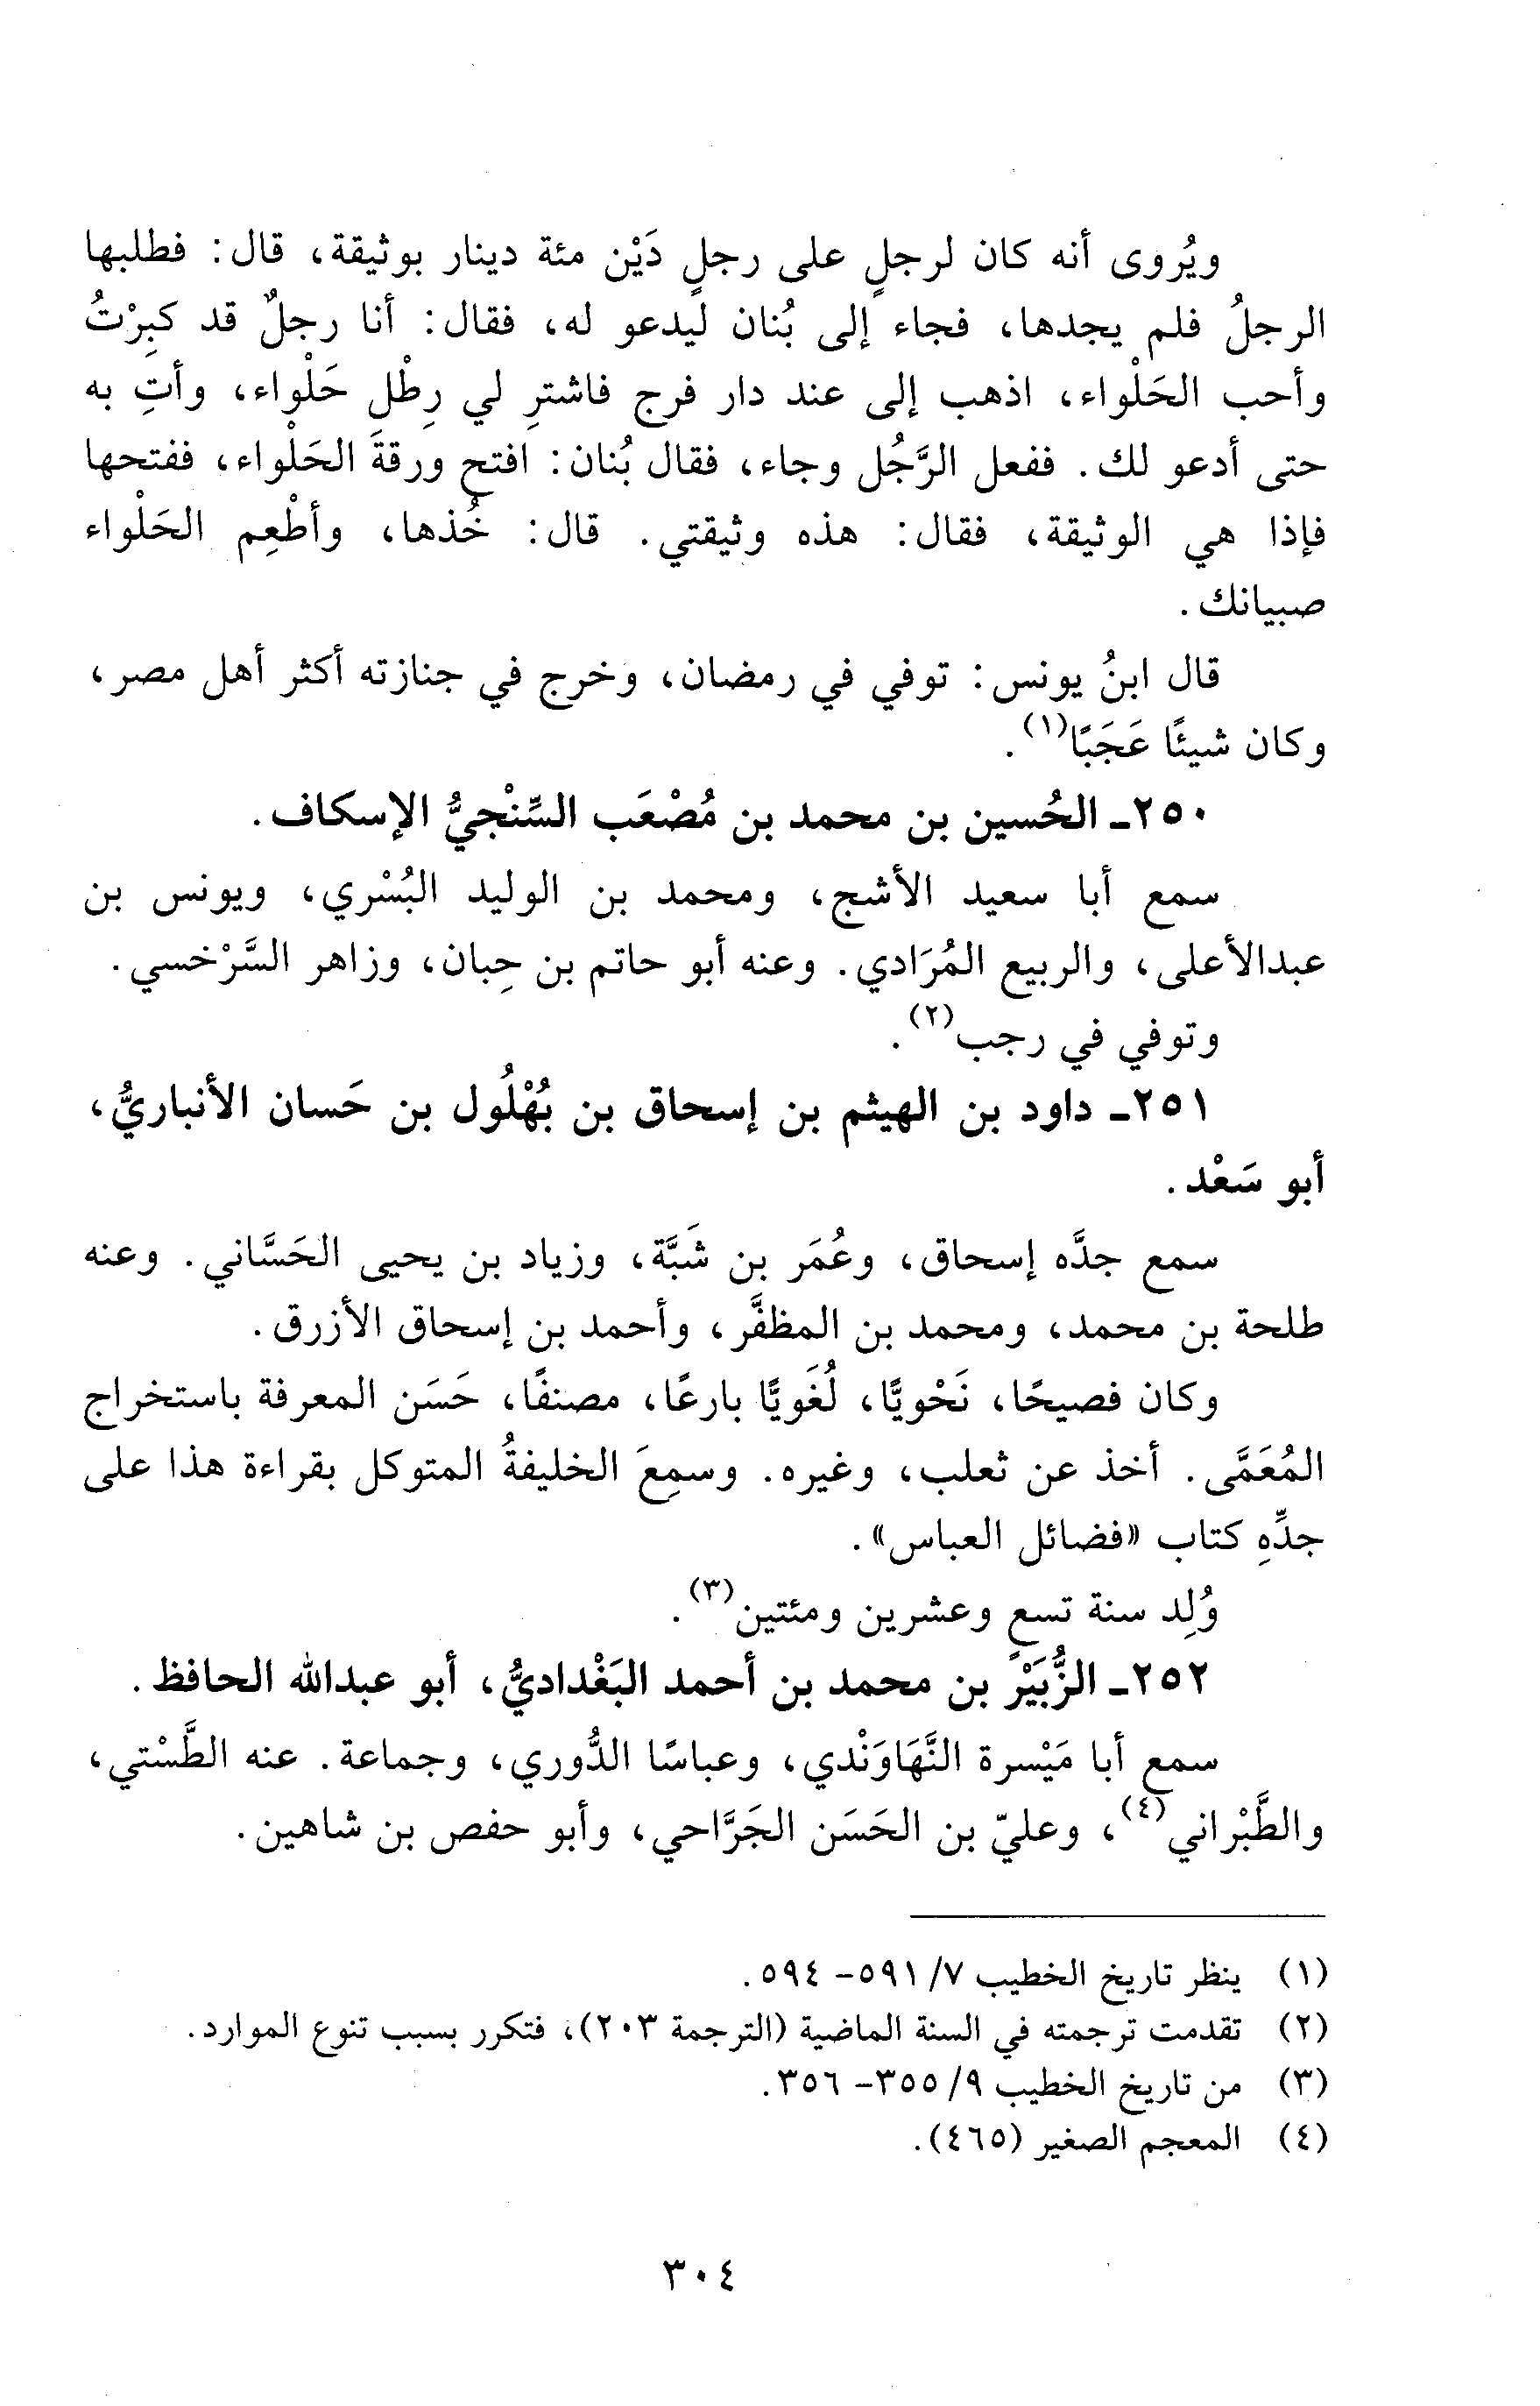 ويُروى أنه كان لرجلٍ على رجلٍ دَيْن مئة دينار بوثيقة، قال: فطلبها
الرجلُ فلم يجدها، فجاء إلى بُنان ليدعو له، فقال: أنا رجلٌ قد كبِرْتُ
وأحب الحَلْواء، اذهب إلى عند دار فرج فاشترِ لي رِطْل حَلْواء، وأتِ به
حتى أدعو لك. ففعل الرَّجُل وجاء، فقال بُنان: افتح ورقةَ الحَلْواء، ففتحها
فإذا هي الوثيقة، فقال: هذه وثيقتي. قال: خُذها، وأطْعِم الحَلْواء
صبيانك.
قال ابنُ يونس: توفي في رمضان، وخرج في جنازته أكثر أهل مصر،
وكان شيئًا عَجَبًا(١).
٢٥٠- الحُسين بن محمد بن مُصْعَب السِّنْجيُّ الإسكاف.
سمع أبا سعيد الأشج، ومحمد بن الوليد البُسْري، ويونس بن
عبدالأعلى، والربيع المُرَادي. وعنه أبو حاتم بن حِبان، وزاهر السَّرْخسي.
وتوفي في رجب(٢).
٢٥١- داود بن الهيثم بن إسحاق بن بُهْلُول بن حَسان الأنباريُّ،
أبو سَعْد.
سمع جدَّه إسحاق، وعُمَر بن شَبَّة، وزياد بن يحيى الحَسَّاني. وعنه
طلحة بن محمد، ومحمد بن المظفَّر، وأحمد بن إسحاق الأزرق.
وكان فصيحًا، نَحْويًّا، لُغَويًّا بارعًا، مصنفًا، حَسَن المعرفة باستخراج
المُعَمَّى. أخذ عن ثعلب، وغيره. وسمِعَ الخليفةُ المتوكل بقراءة هذا على
جدِّهِ كتاب «فضائل العباس».
وُلِد سنة تسعٍ وعشرين ومئتين(٣).
٢٥٢- الزُّبَيْر بن محمد بن أحمد البَغْداديُّ، أبو عبدالله الحافظ.
سمع أبا مَيْسرة النَّهَاوَنْدي، وعباسًا الدُّوري، وجماعة. عنه الطَّسْتي،
والطَّبْراني(٤)، وعليّ بن الحَسَن الجَرَّاحي، وأبو حفص بن شاهين.
(١) ينظر تاريخ الخطيب ٧/ ٥٩١- ٥٩٤.
(٢) تقدمت ترجمته في السنة الماضية (الترجمة ٢٠٣)، فتكرر بسبب تنوع الموارد.
(٣) من تاريخ الخطيب ٩/ ٣٥٥- ٣٥٦.
(٤) المعجم الصغير (٤٦٥).
٣٠٤